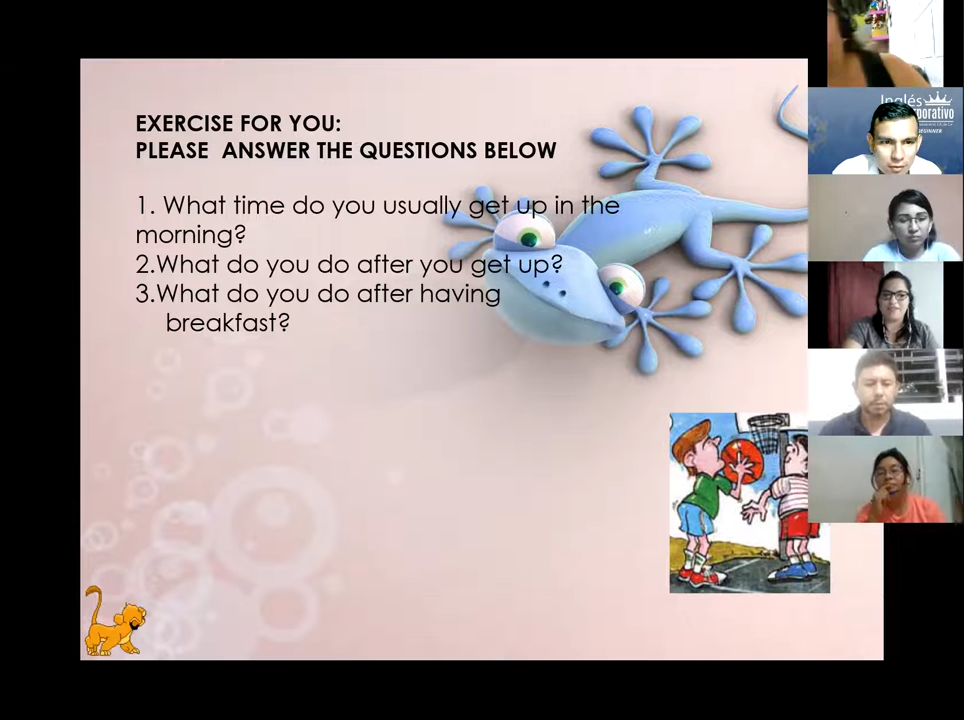 EXERCISE FOR YOU:
PLEASE ANSWER THE QUESTIONS BELOW
1. What time do you usually get up in the
morning?
2.What do you do after you get up?
3.What do you do after having
breakfast?
Inglés
BEGINNER